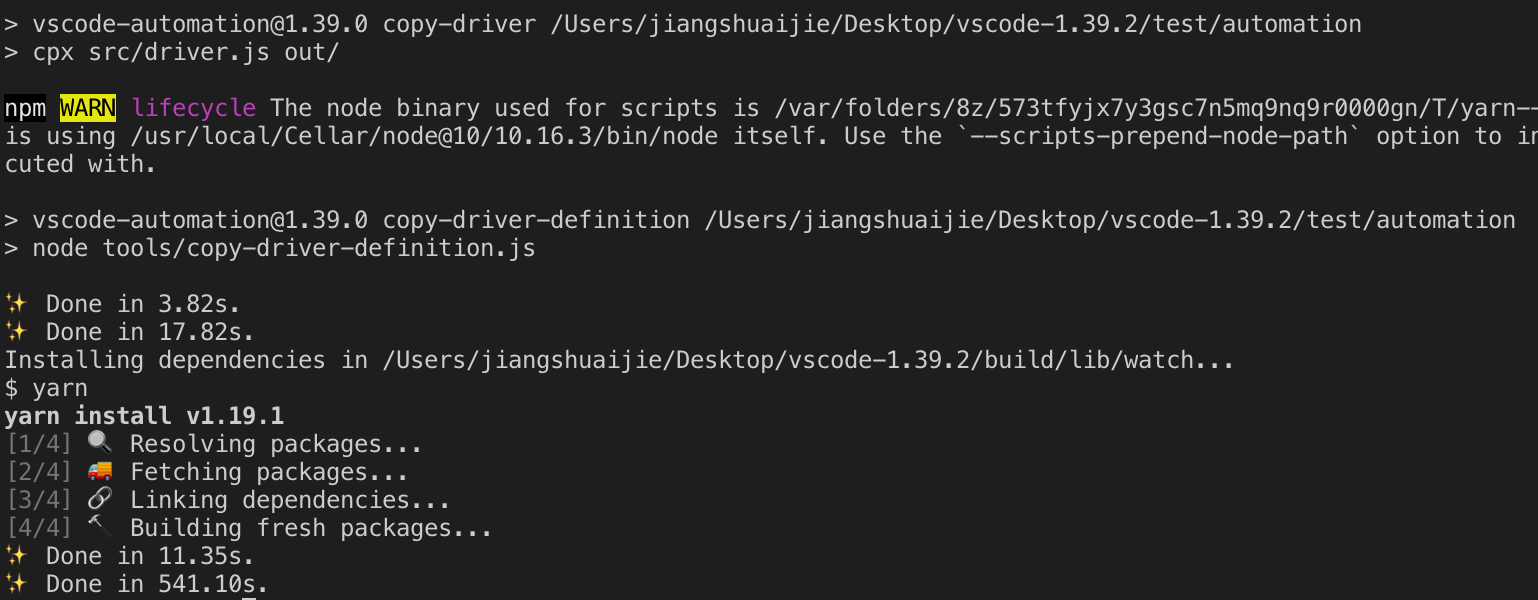 > vscode-automation@1.39.0 copy-driver /Users/jiangshuaijie/Desktop/vscode-1.39.2/test/automation
> cpx src/driver.js out/
npm WARN lifecycle The node binary used for scripts is /var/folders/8z/573tfyjx7y3gsc7n5mq9nq9r0000gn/T/yarn--
is using /usr/local/Cellar/node@10/10.16.3/bin/node itself. Use the `--scripts-prepend-node-path` option to in
cuted with.
> vscode-automation@1.39.0 copy-driver-definition /Users/jiangshuaijie/Desktop/vscode-1.39.2/test/automation
> node tools/copy-driver-definition.js
✨ Done in 3.82s.
✨ Done in 17.82s.
Installing dependencies in /Users/jiangshuaijie/Desktop/vscode-1.39.2/build/lib/watch...
$ yarn
yarn install v1.19.1
[1/4] 🔍 Resolving packages...
[2/4] 🚚 Fetching packages...
[3/4] 🔗 Linking dependencies...
[4/4] 🔨 Building fresh packages...
✨ Done in 11.35s.
✨ Done in 541.10s.